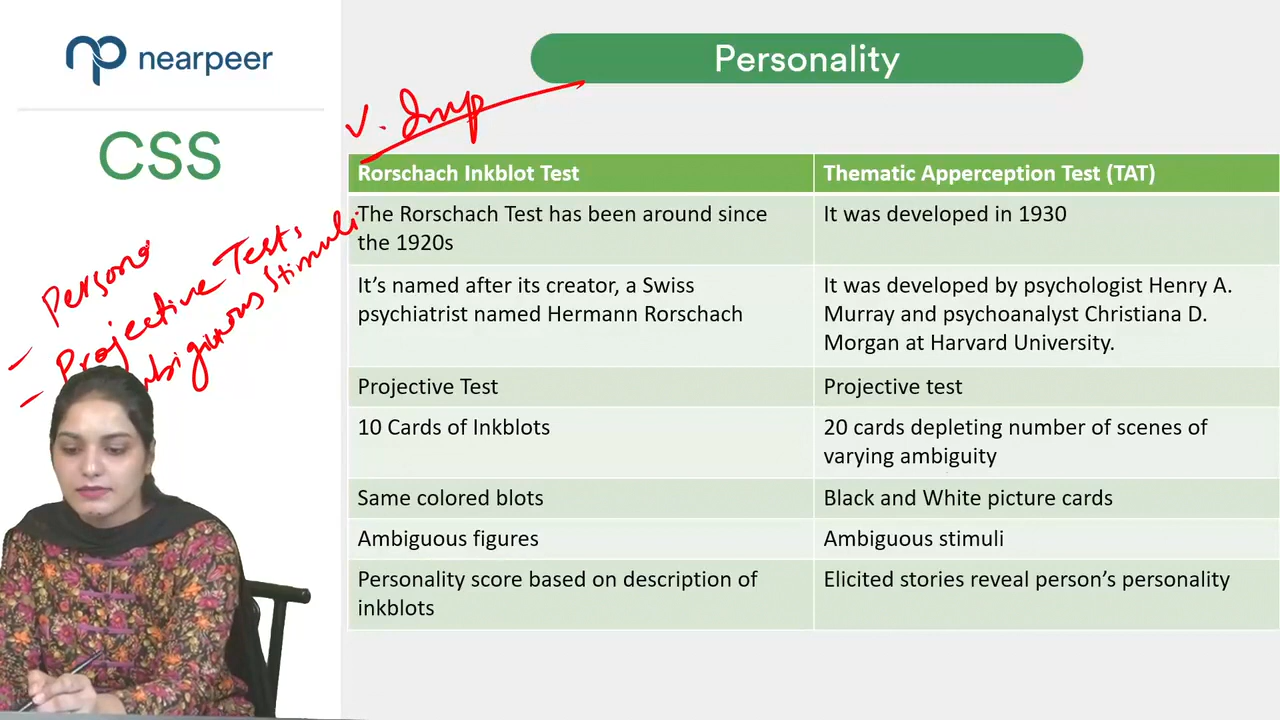 nearpeer
CSS
Personality
V. Imp
Rorschach Inkblot Test
Thematic Apperception Test (TAT)
The Rorschach Test has been around since
the 1920s
It was developed in 1930
It’s named after its creator, a Swiss
psychiatrist named Hermann Rorschach
It was developed by psychologist Henry A.
Murray and psychoanalyst Christiana D.
Morgan at Harvard University.
Projective Test
Projective test
10 Cards of Inkblots
20 cards depleting number of scenes of
varying ambiguity
Same colored blots
Black and White picture cards
Ambiguous figures
Ambiguous stimuli
Personality score based on description of
inkblots
Elicited stories reveal person’s personality
- Projective Tests
Stimuli